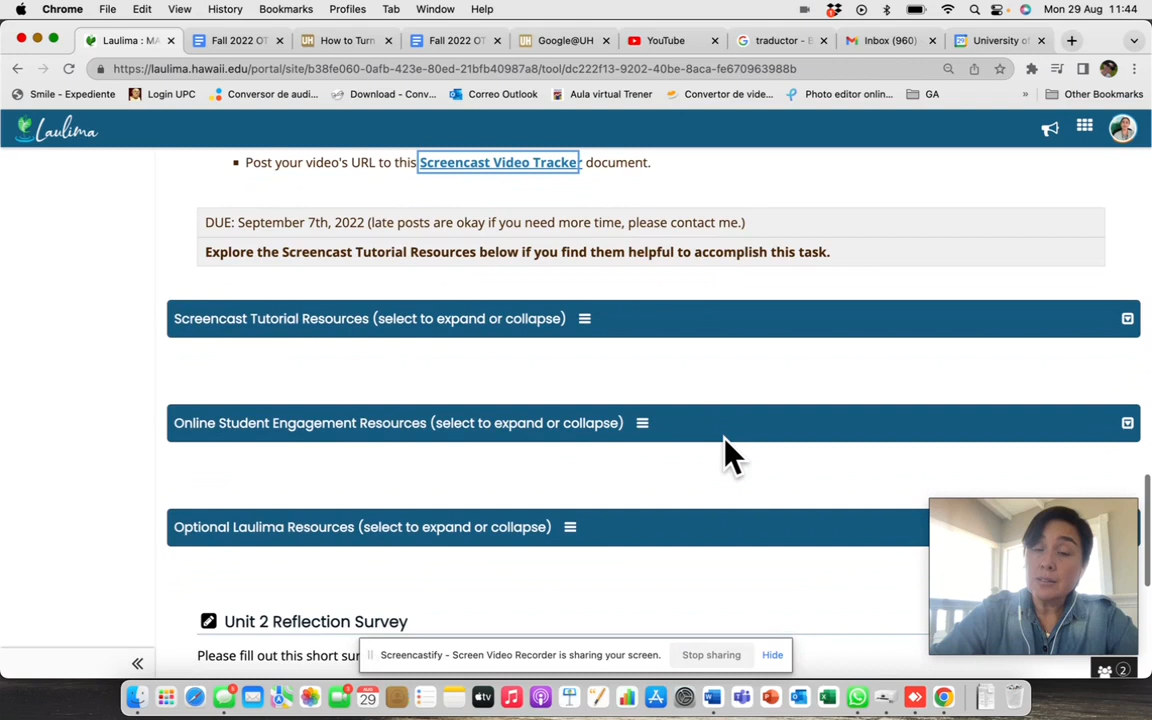 Chrome File Edit View History Bookmarks Profiles Tab Window Help Mon 29 Aug 11:44
Laulima : MA Fall 2022 OT How to Turn Fall 2022 OT Google@UH YouTube traductor - B Inbox (960) University of
https://laulima.hawaii.edu/portal/site/b38fe060-0afb-423e-80ed-21bfb40987a8/tool/dc222f13-9202-40be-8aca-fe670963988b
Smile - Expediente Login UPC Conversor de audi... Download - Conv... Correo Outlook Aula virtual Trener Convertor de vide... Photo editor onlin... GA » Other Bookmarks
Laulima
Post your video's URL to this Screencast Video Tracker document.
DUE: September 7th, 2022 (late posts are okay if you need more time, please contact me.)
Explore the Screencast Tutorial Resources below if you find them helpful to accomplish this task.
Screencast Tutorial Resources (select to expand or collapse)
Online Student Engagement Resources (select to expand or collapse)
Optional Laulima Resources (select to expand or collapse)
Unit 2 Reflection Survey
Please fill out this short sur
Screencastify - Screen Video Recorder is sharing your screen. Stop sharing Hide
2
AUG
29